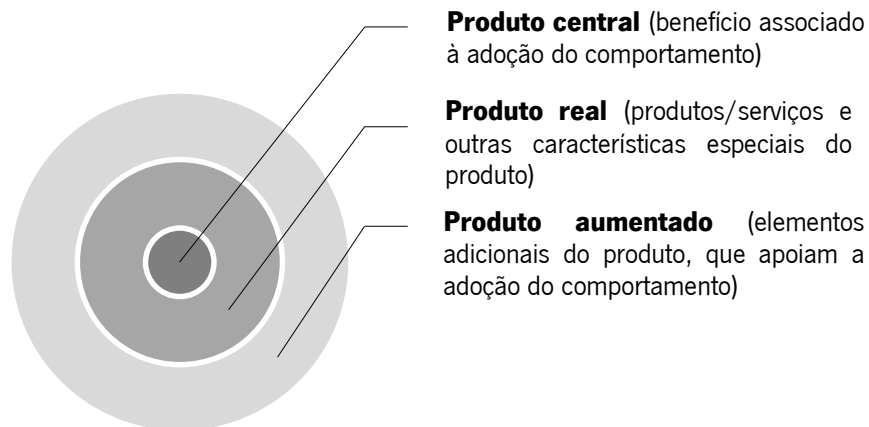 Produto central (benefício associado
à adoção do comportamento)
Produto real (produtos/serviços e
outras características especiais do
produto)
Produto aumentado (elementos
adicionais do produto, que apoiam a
adoção do comportamento)